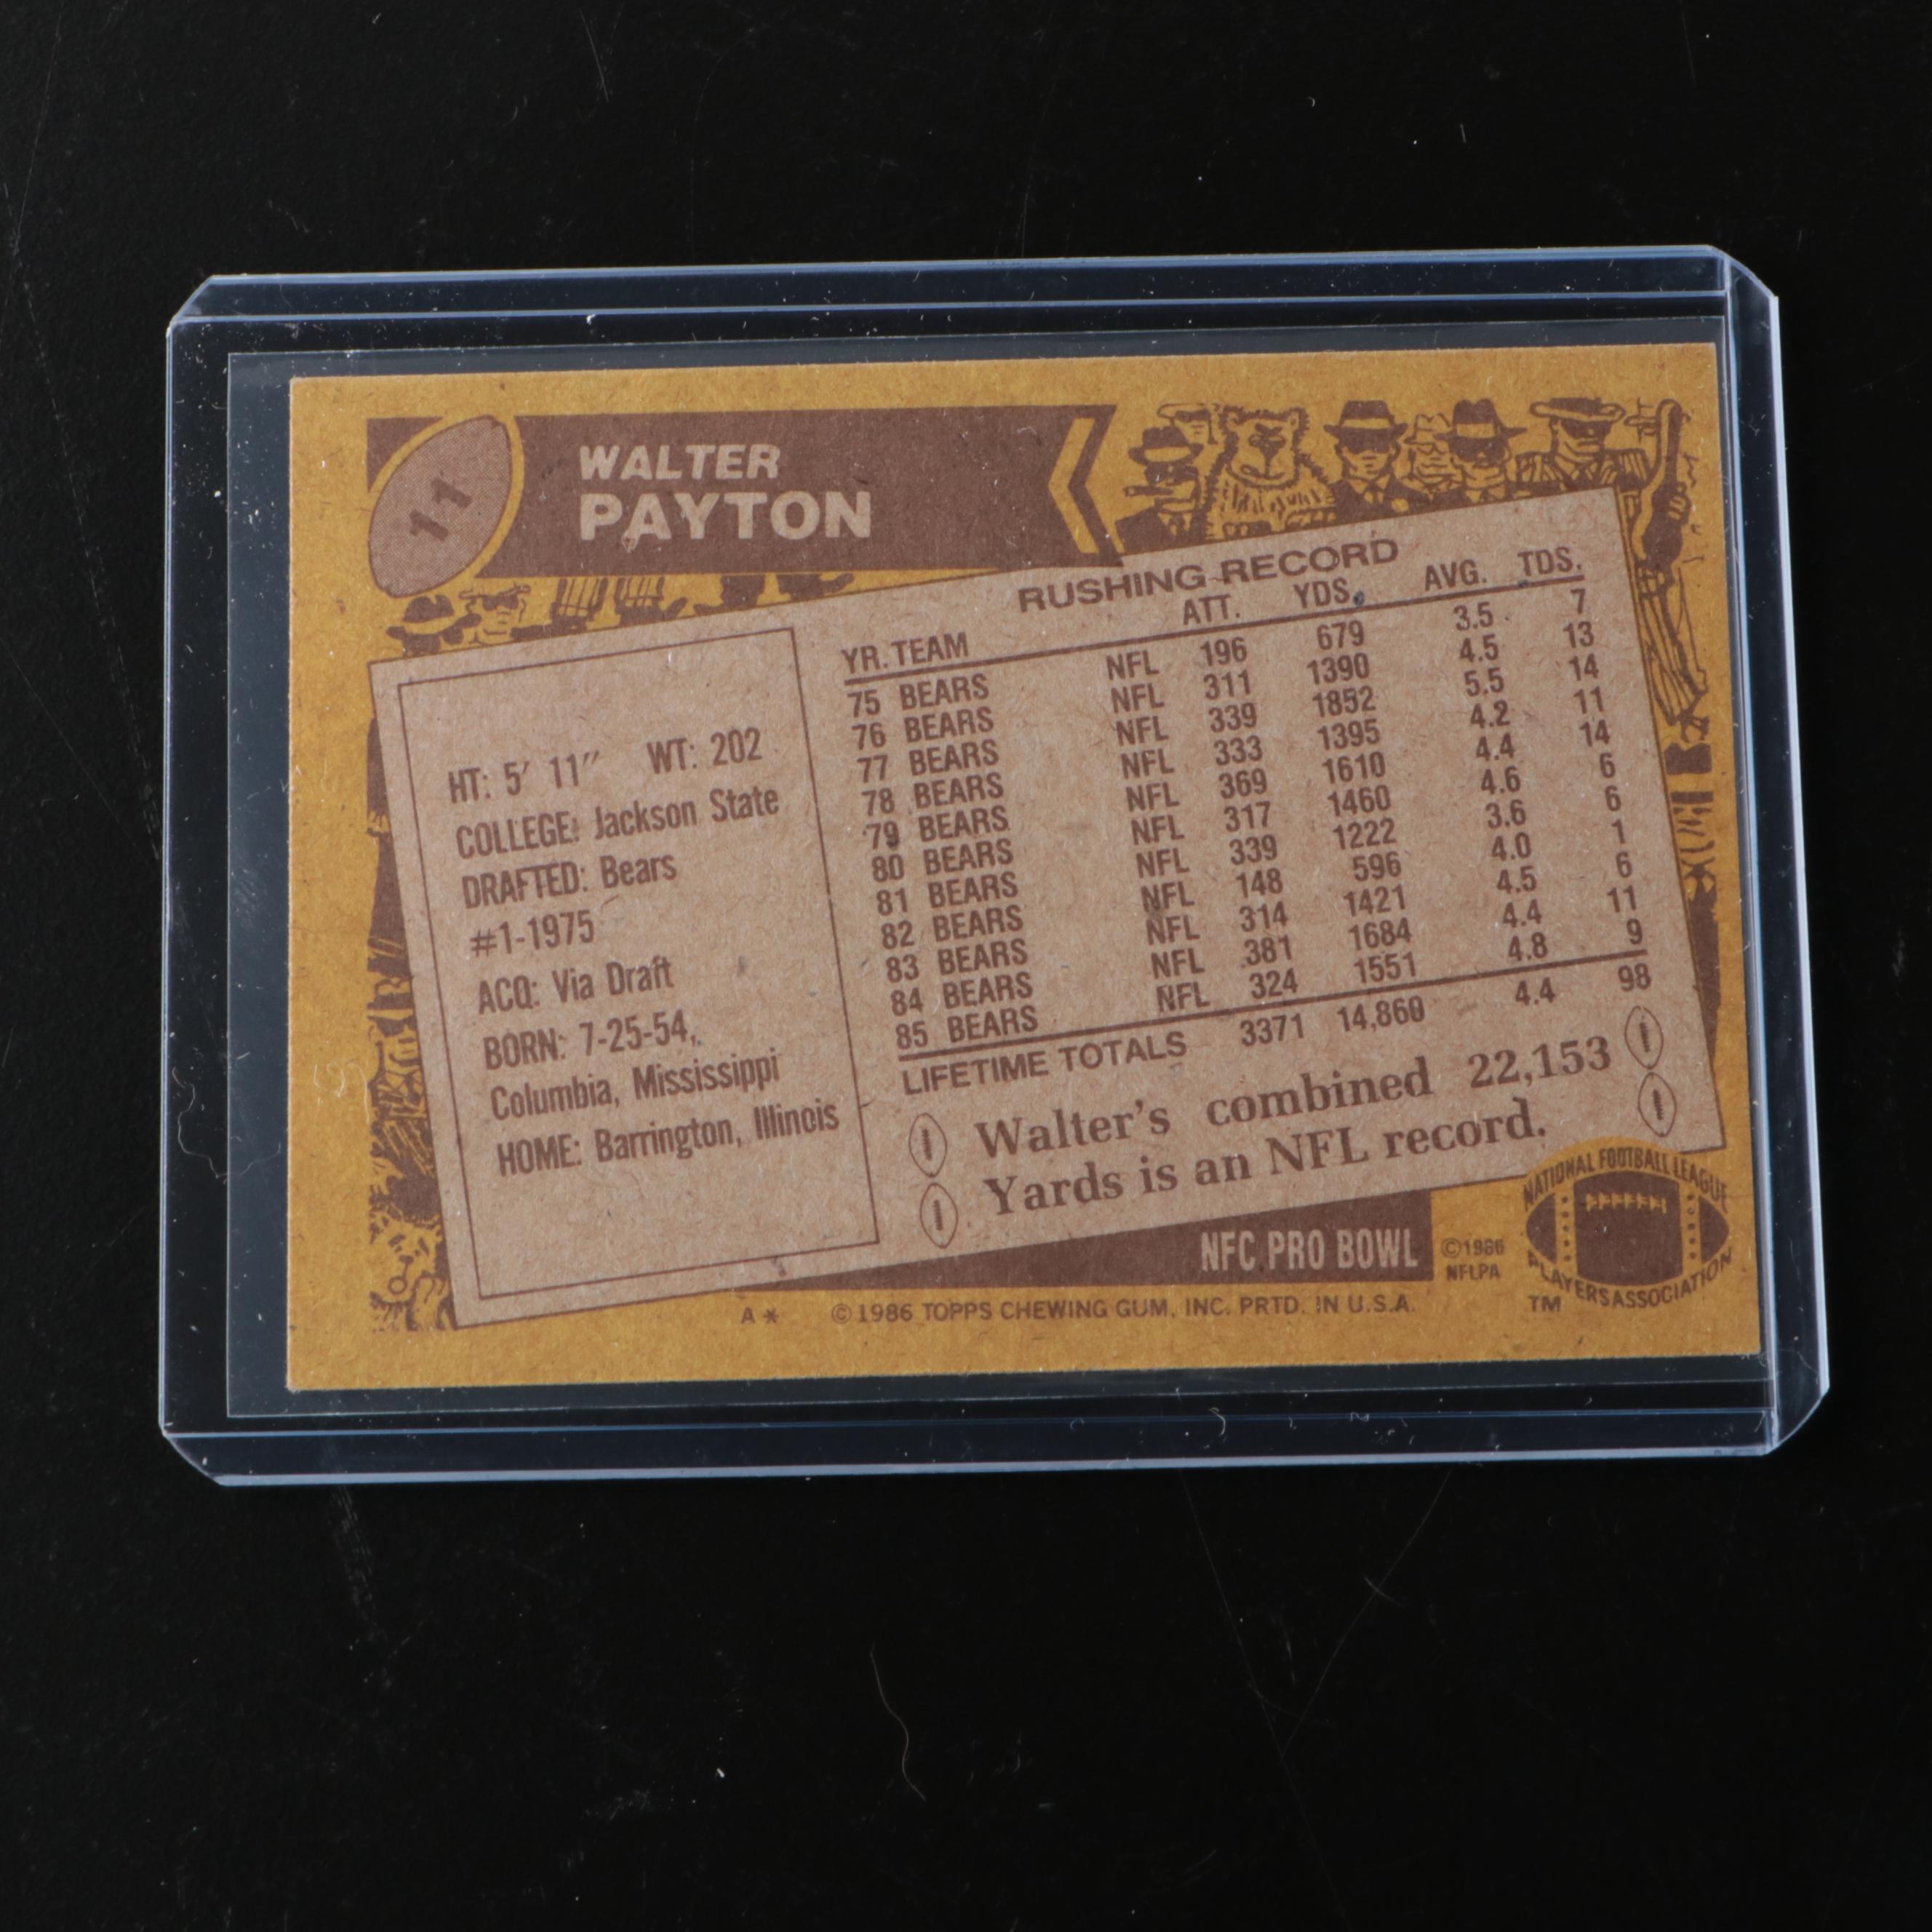 11
WALTER
PAYTON
HT: 5' 11" WT: 202
COLLEGE: Jackson State
DRAFTED: Bears
#1-1975
ACQ: Via Draft
BORN: 7-25-54,
Columbia, Mississippi
HOME: Barrington, Illinois
RUSHING RECORD
YR. TEAM ATT. YDS. AVG. TDS.
75 BEARS NFL 196 679 3.5 7
76 BEARS NFL 311 1390 4.5 13
77 BEARS NFL 339 1852 5.5 14
78 BEARS NFL 333 1395 4.2 11
79 BEARS NFL 369 1610 4.4 14
80 BEARS NFL 317 1460 4.6 6
81 BEARS NFL 339 1222 3.6 6
82 BEARS NFL 148 596 4.0 1
83 BEARS NFL 314 1421 4.5 6
84 BEARS NFL 381 1684 4.4 11
85 BEARS NFL 324 1551 4.8 9
LIFETIME TOTALS 3371 14,860 4.4 98
Walter's combined 22,153
Yards is an NFL record.
NFC PRO BOWL
©1986
NFLPA
NATIONAL FOOTBALL LEAGUE
PLAYERS ASSOCIATION
TM
A* © 1986 TOPPS CHEWING GUM, INC. PRTD. IN U.S.A.